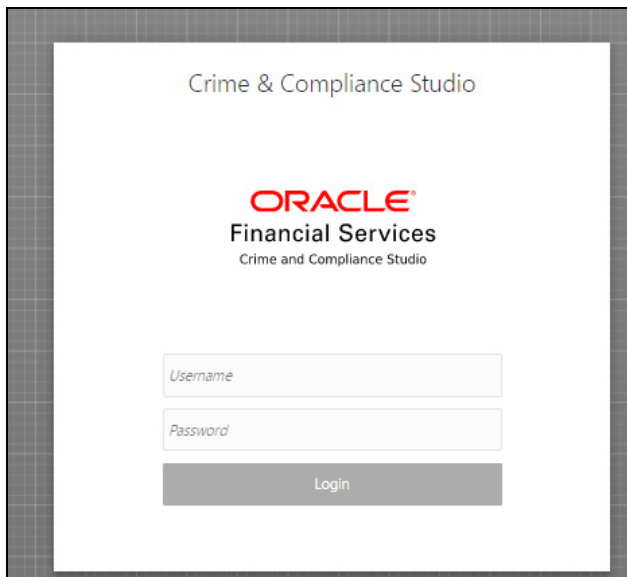 Crime & Compliance Studio
ORACLE®
Financial Services
Crime and Compliance Studio
Username
Password
Login